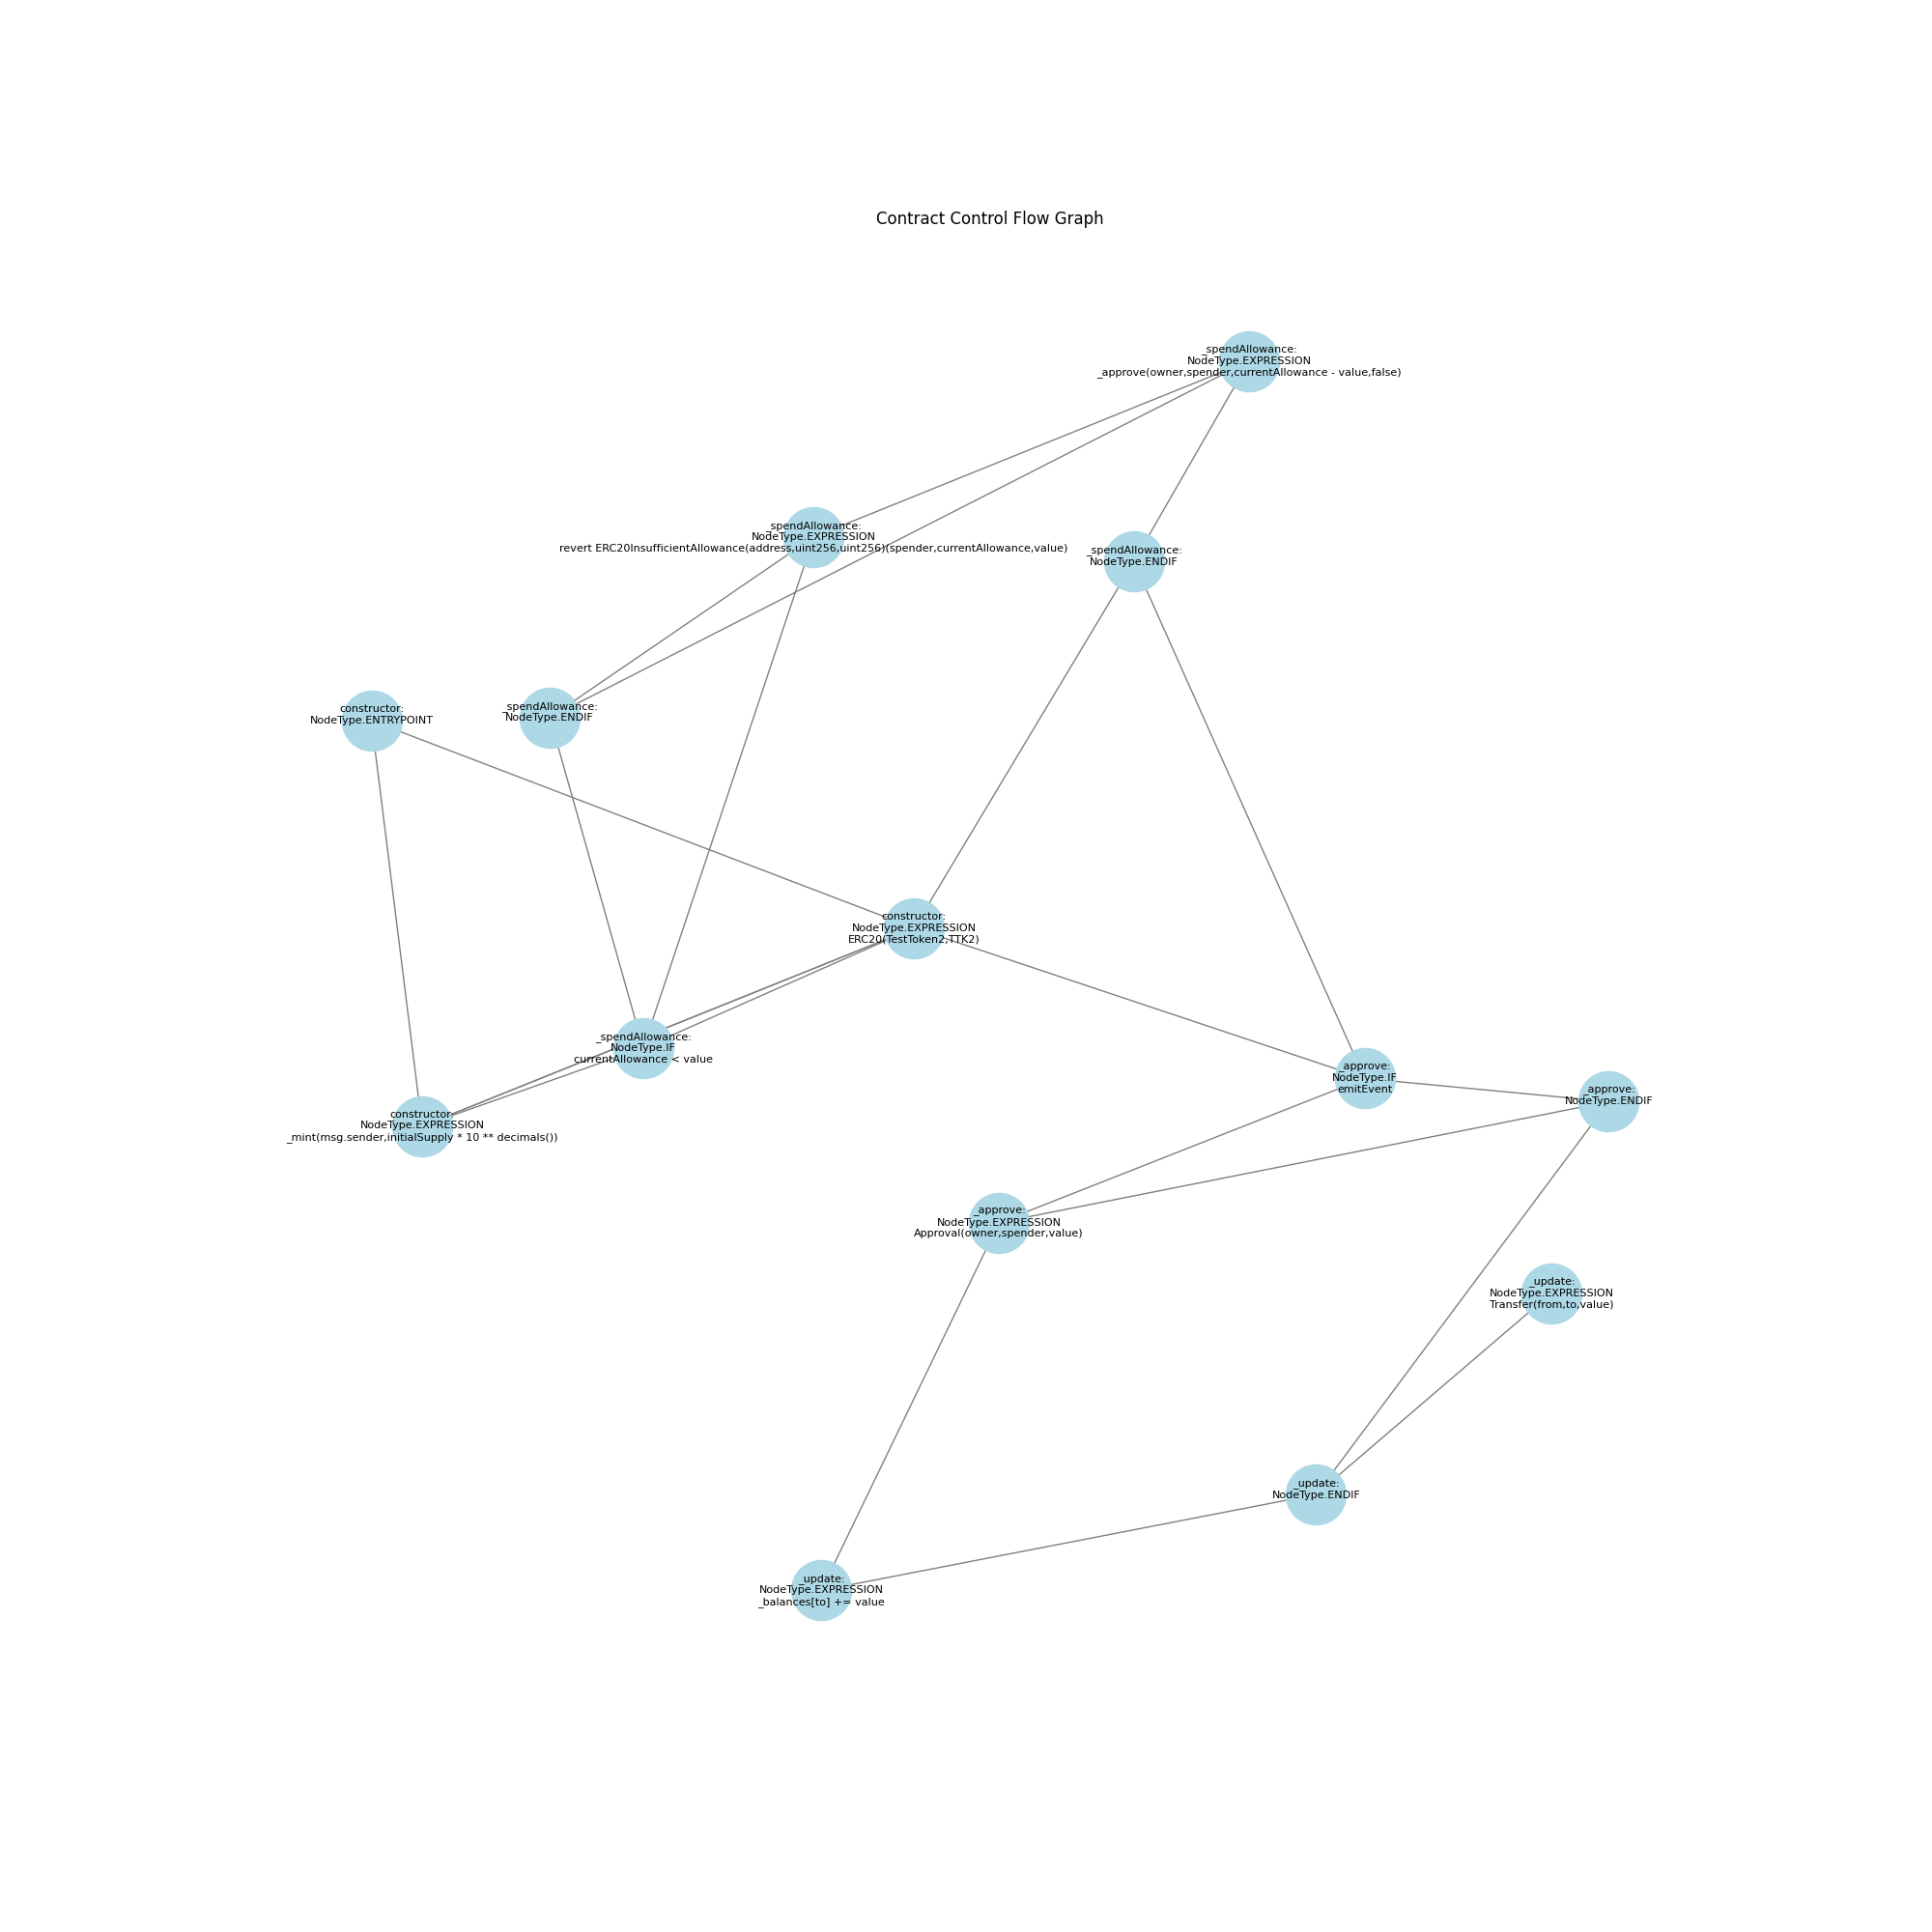 Contract Control Flow Graph
_spendAllowance:
NodeType.EXPRESSION
_approve(owner,spender,currentAllowance - value,false)
_spendAllowance:
NodeType.EXPRESSION
revert ERC20InsufficientAllowance(address,uint256,uint256)(spender,currentAllowance,value)
_spendAllowance:
NodeType.ENDIF
constructor:
NodeType.ENTRYPOINT
_spendAllowance:
NodeType.ENDIF
constructor:
NodeType.EXPRESSION
ERC20(TestToken2,TTK2)
_spendAllowance:
NodeType.IF
currentAllowance < value
_approve:
NodeType.IF
emitEvent
_approve:
NodeType.ENDIF
constructor:
NodeType.EXPRESSION
_mint(msg.sender,initialSupply * 10 ** decimals())
_approve:
NodeType.EXPRESSION
Approval(owner,spender,value)
_update:
NodeType.EXPRESSION
Transfer(from,to,value)
_update:
NodeType.ENDIF
_update:
NodeType.EXPRESSION
_balances[to] += value